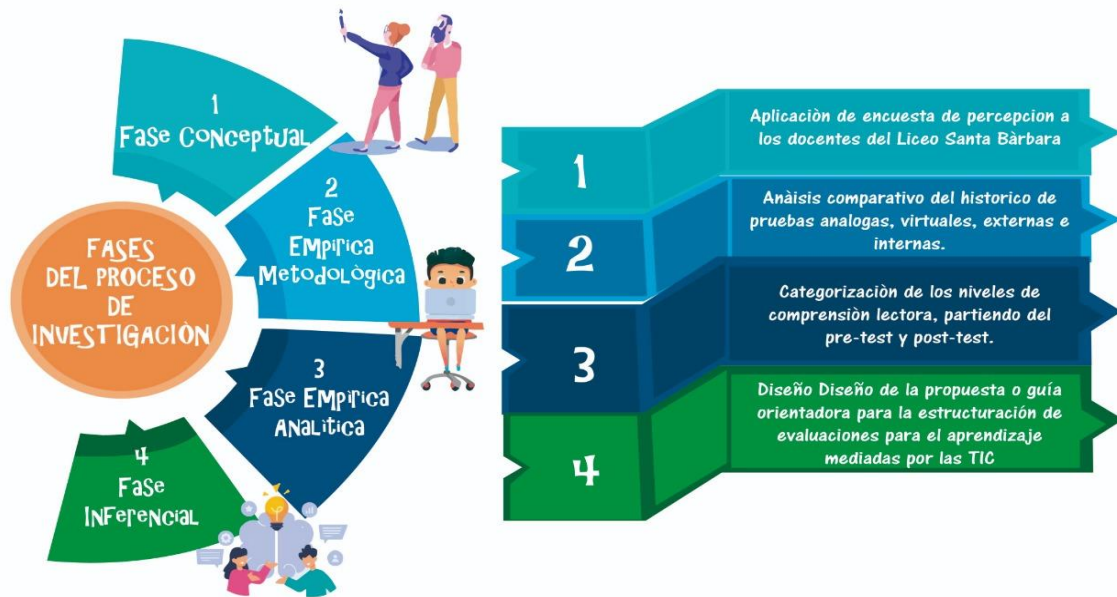 FASES
DEL PROCESO
DE
INVESTIGACIÒN
1
Fase Conceptual
2
Fase
Empìrica
Metodològica
3
Fase Empìrica
Analìtica
4
Fase
Inferencial
1
Aplicaciòn de encuesta de percepcion a
los docentes del Liceo Santa Bàrbara
2
Anàisis comparativo del historico de
pruebas analogas, virtuales, externas e
internas.
3
Categorizaciòn de los niveles de
comprensiòn lectora, partiendo del
pre-test y post-test.
4
Diseño Diseño de la propuesta o guía
orientadora para la estructuración de
evaluaciones para el aprendizaje
mediadas por las TIC